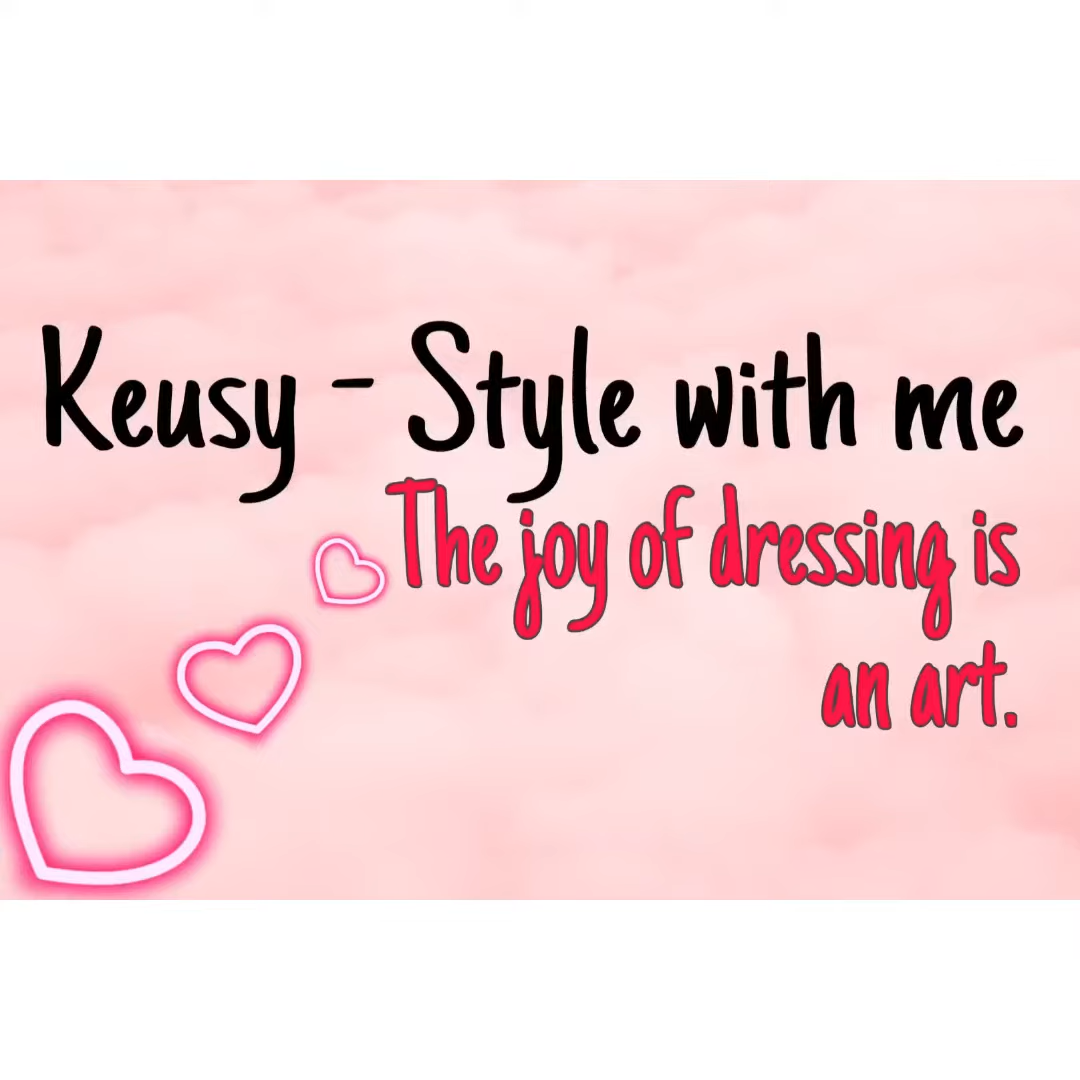 Keusy - Style with me
The joy of dressing is
an art.